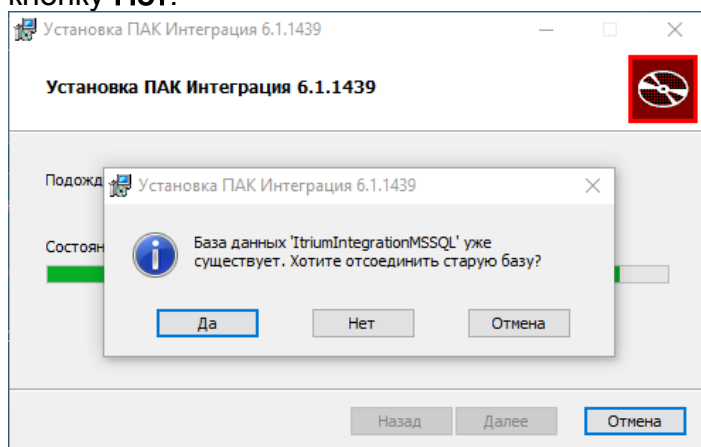 кнопку Нет.
Установка ПАК Интеграция 6.1.1439
Установка ПАК Интеграция 6.1.1439
Подожд
Установка ПАК Интеграция 6.1.1439
Состоян
База данных 'ItriumIntegrationMSSQL' уже
существует. Хотите отсоединить старую базу?
Да Нет Отмена
Назад Далее Отмена